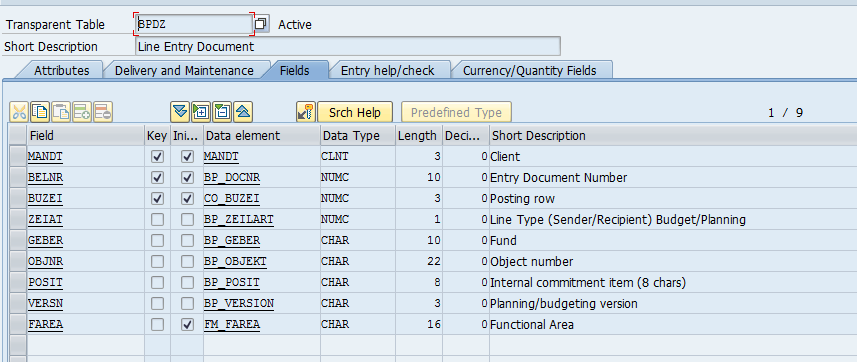 Transparent Table BPDZ Active
Short Description Line Entry Document
Attributes Delivery and Maintenance Fields Entry help/check Currency/Quantity Fields
Srch Help Predefined Type 1 / 9
Field Key Ini... Data element Data Type Length Deci... Short Description
MANDT MANDT CLNT 3 0 Client
BELNR BP_DOCNR NUMC 10 0 Entry Document Number
BUZEI CO_BUZEI NUMC 3 0 Posting row
ZEIAT BP_ZEILART NUMC 1 0 Line Type (Sender/Recipient) Budget/Planning
GEBER BP_GEBER CHAR 10 0 Fund
OBJNR BP_OBJEKT CHAR 22 0 Object number
POSIT BP_POSIT CHAR 8 0 Internal commitment item (8 chars)
VERSN BP_VERSION CHAR 3 0 Planning/budgeting version
FAREA FM_FAREA CHAR 16 0 Functional Area